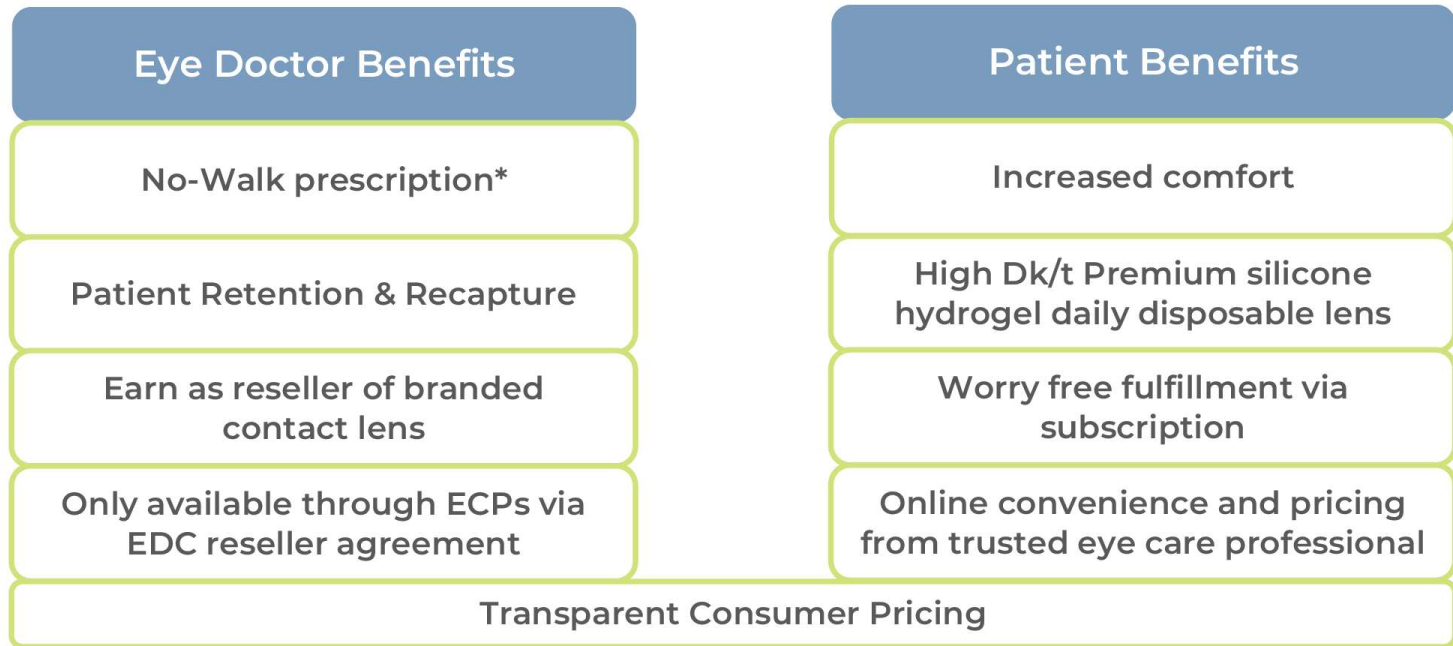 Eye Doctor Benefits
No-Walk prescription*
Patient Retention & Recapture
Earn as reseller of branded
contact lens
Only available through ECPs via
EDC reseller agreement
Patient Benefits
Increased comfort
High Dk/t Premium silicone
hydrogel daily disposable lens
Worry free fulfillment via
subscription
Online convenience and pricing
from trusted eye care professional
Transparent Consumer Pricing